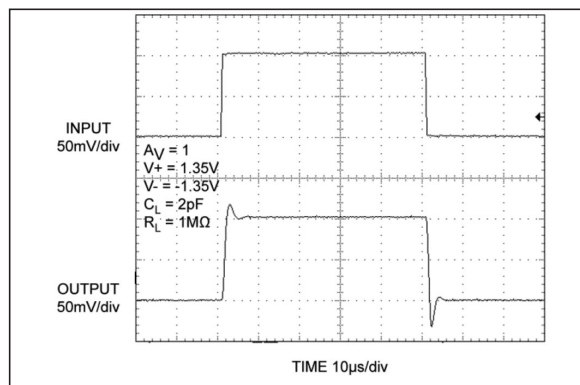 INPUT
50mV/div
AV = 1
V+ = 1.35V
V- = -1.35V
CL = 2pF
RL = 1MΩ
OUTPUT
50mV/div
TIME 10µs/div